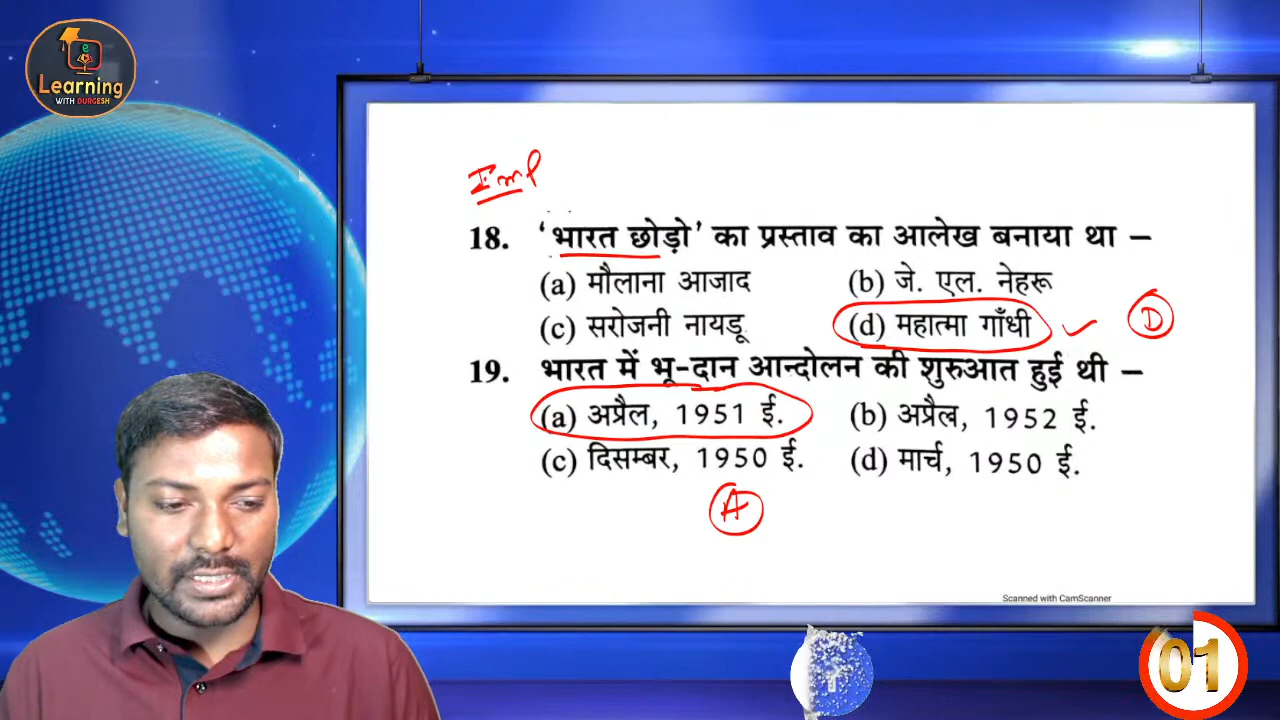 e
Learning
WITH DURGESH
Imp
18. 'भारत छोड़ो' का प्रस्ताव का आलेख बनाया था –
(a) मौलाना आजाद (b) जे. एल. नेहरू
(c) सरोजनी नायडू (d) महात्मा गाँधी D
19. भारत में भू-दान आन्दोलन की शुरुआत हुई थी –
(a) अप्रैल, 1951 ई. (b) अप्रैल, 1952 ई.
(c) दिसम्बर, 1950 ई. (d) मार्च, 1950 ई.
A
Scanned with CamScanner
01